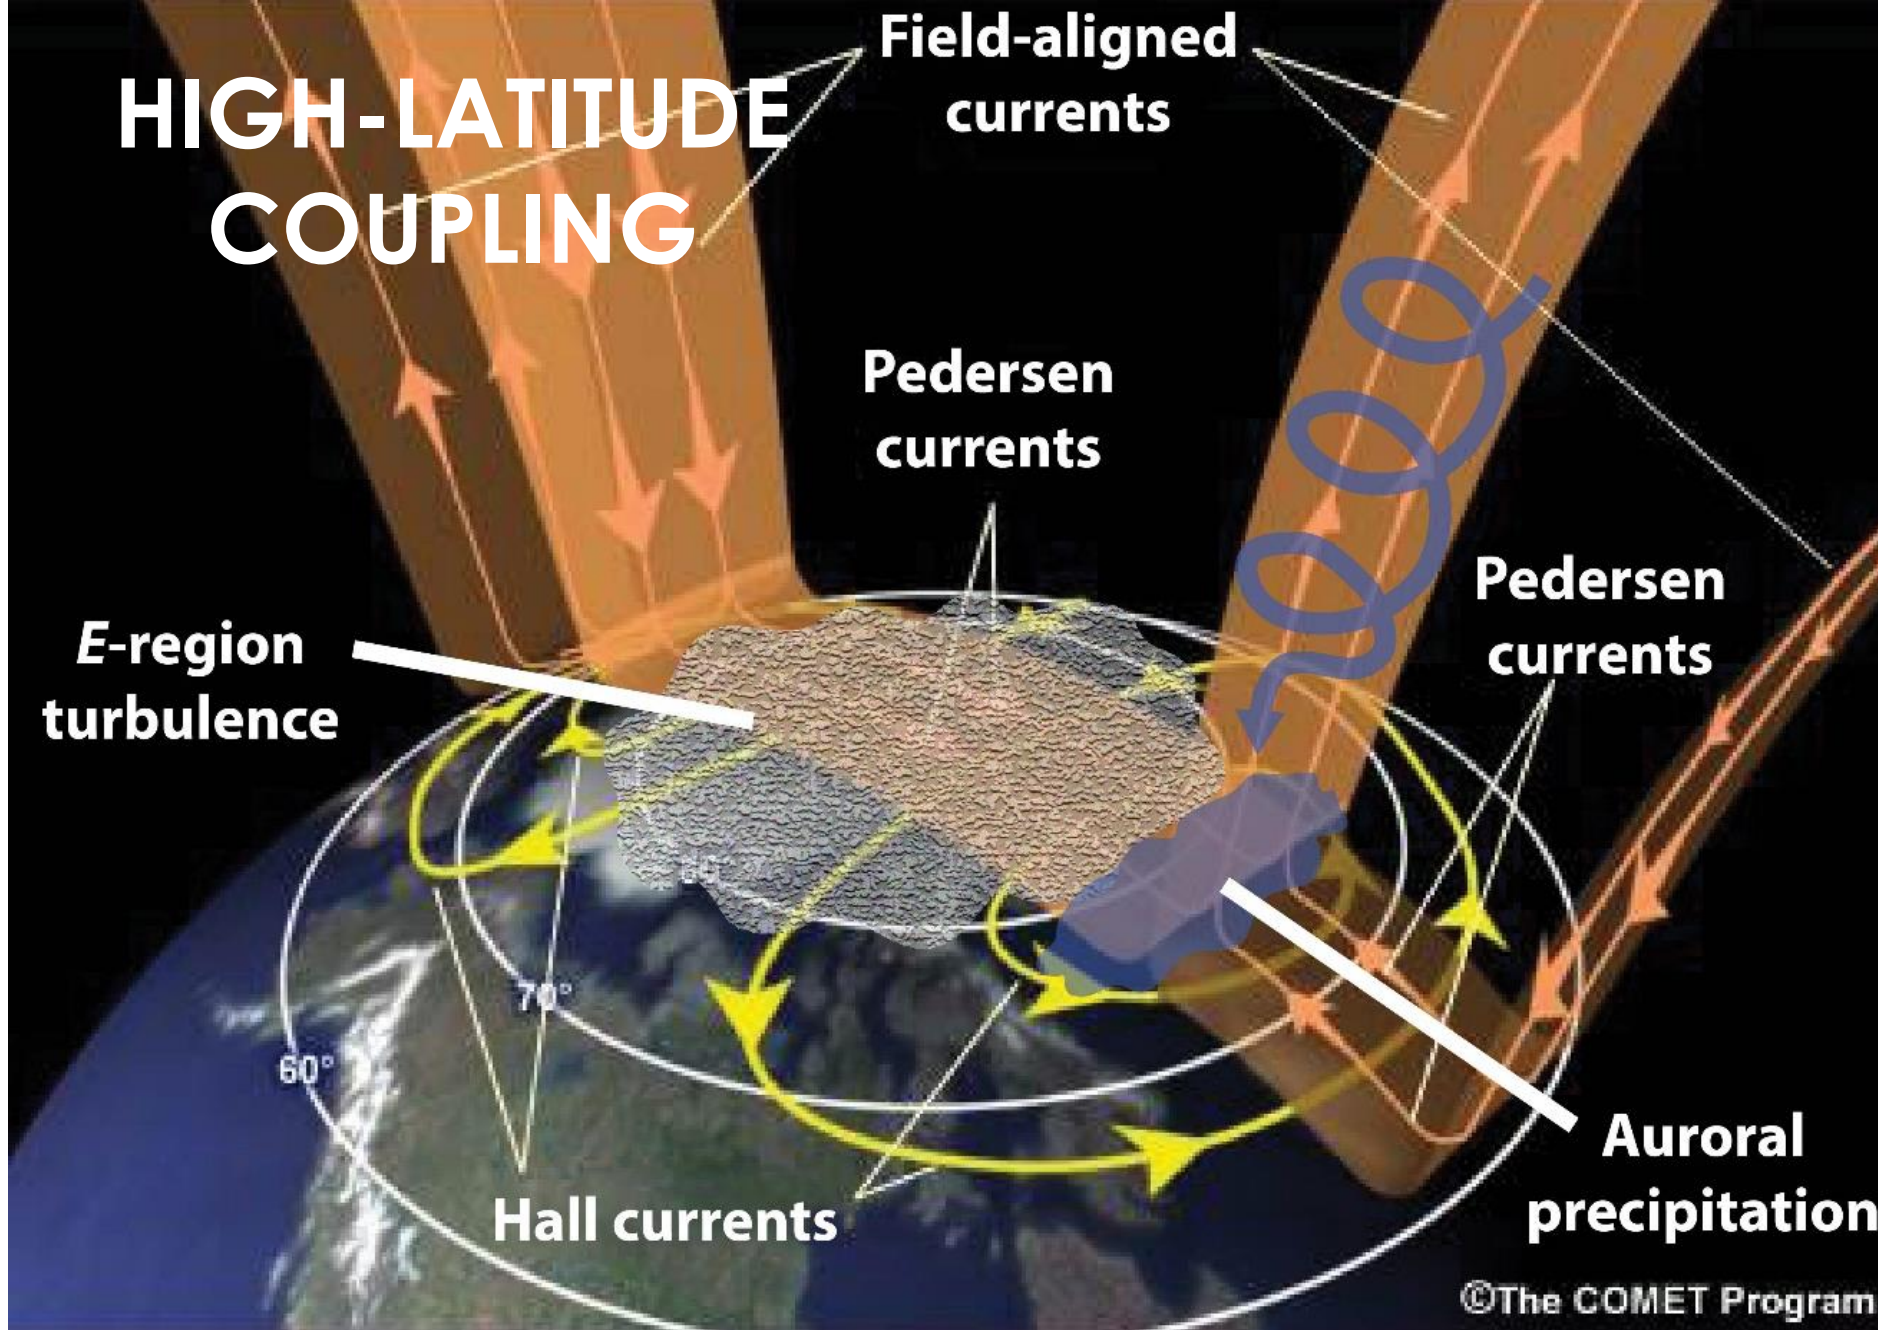 HIGH-LATITUDE
COUPLING
Field-aligned
currents
Pedersen
currents
Pedersen
currents
E-region
turbulence
70°
60°
Hall currents
Auroral
precipitation
©The COMET Program